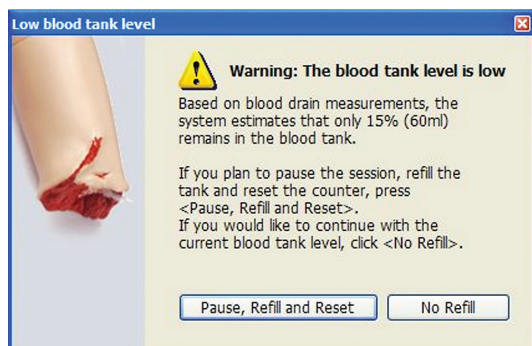 Low blood tank level
Warning: The blood tank level is low
Based on blood drain measurements, the
system estimates that only 15% (60ml)
remains in the blood tank.
If you plan to pause the session, refill the
tank and reset the counter, press
<Pause, Refill and Reset>.
If you would like to continue with the
current blood tank level, click <No Refill>.
Pause, Refill and Reset
No Refill